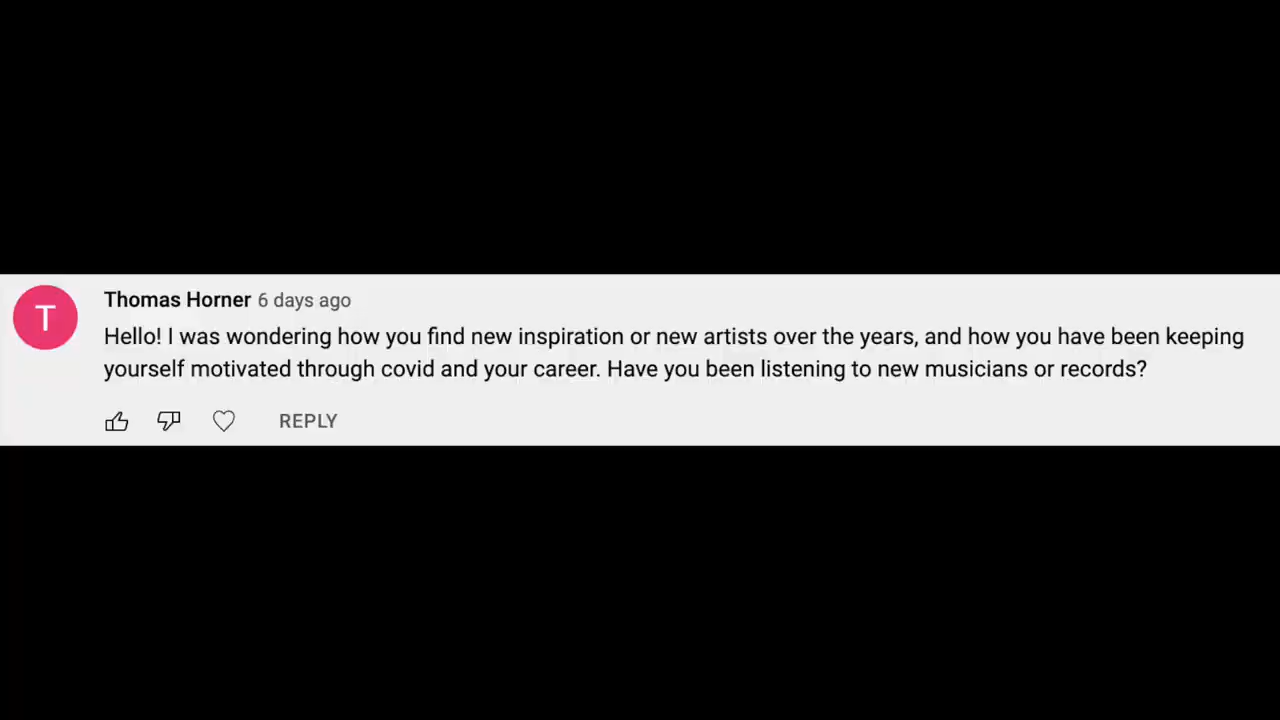 T
Thomas Horner 6 days ago
Hello! I was wondering how you find new inspiration or new artists over the years, and how you have been keeping
yourself motivated through covid and your career. Have you been listening to new musicians or records?
REPLY